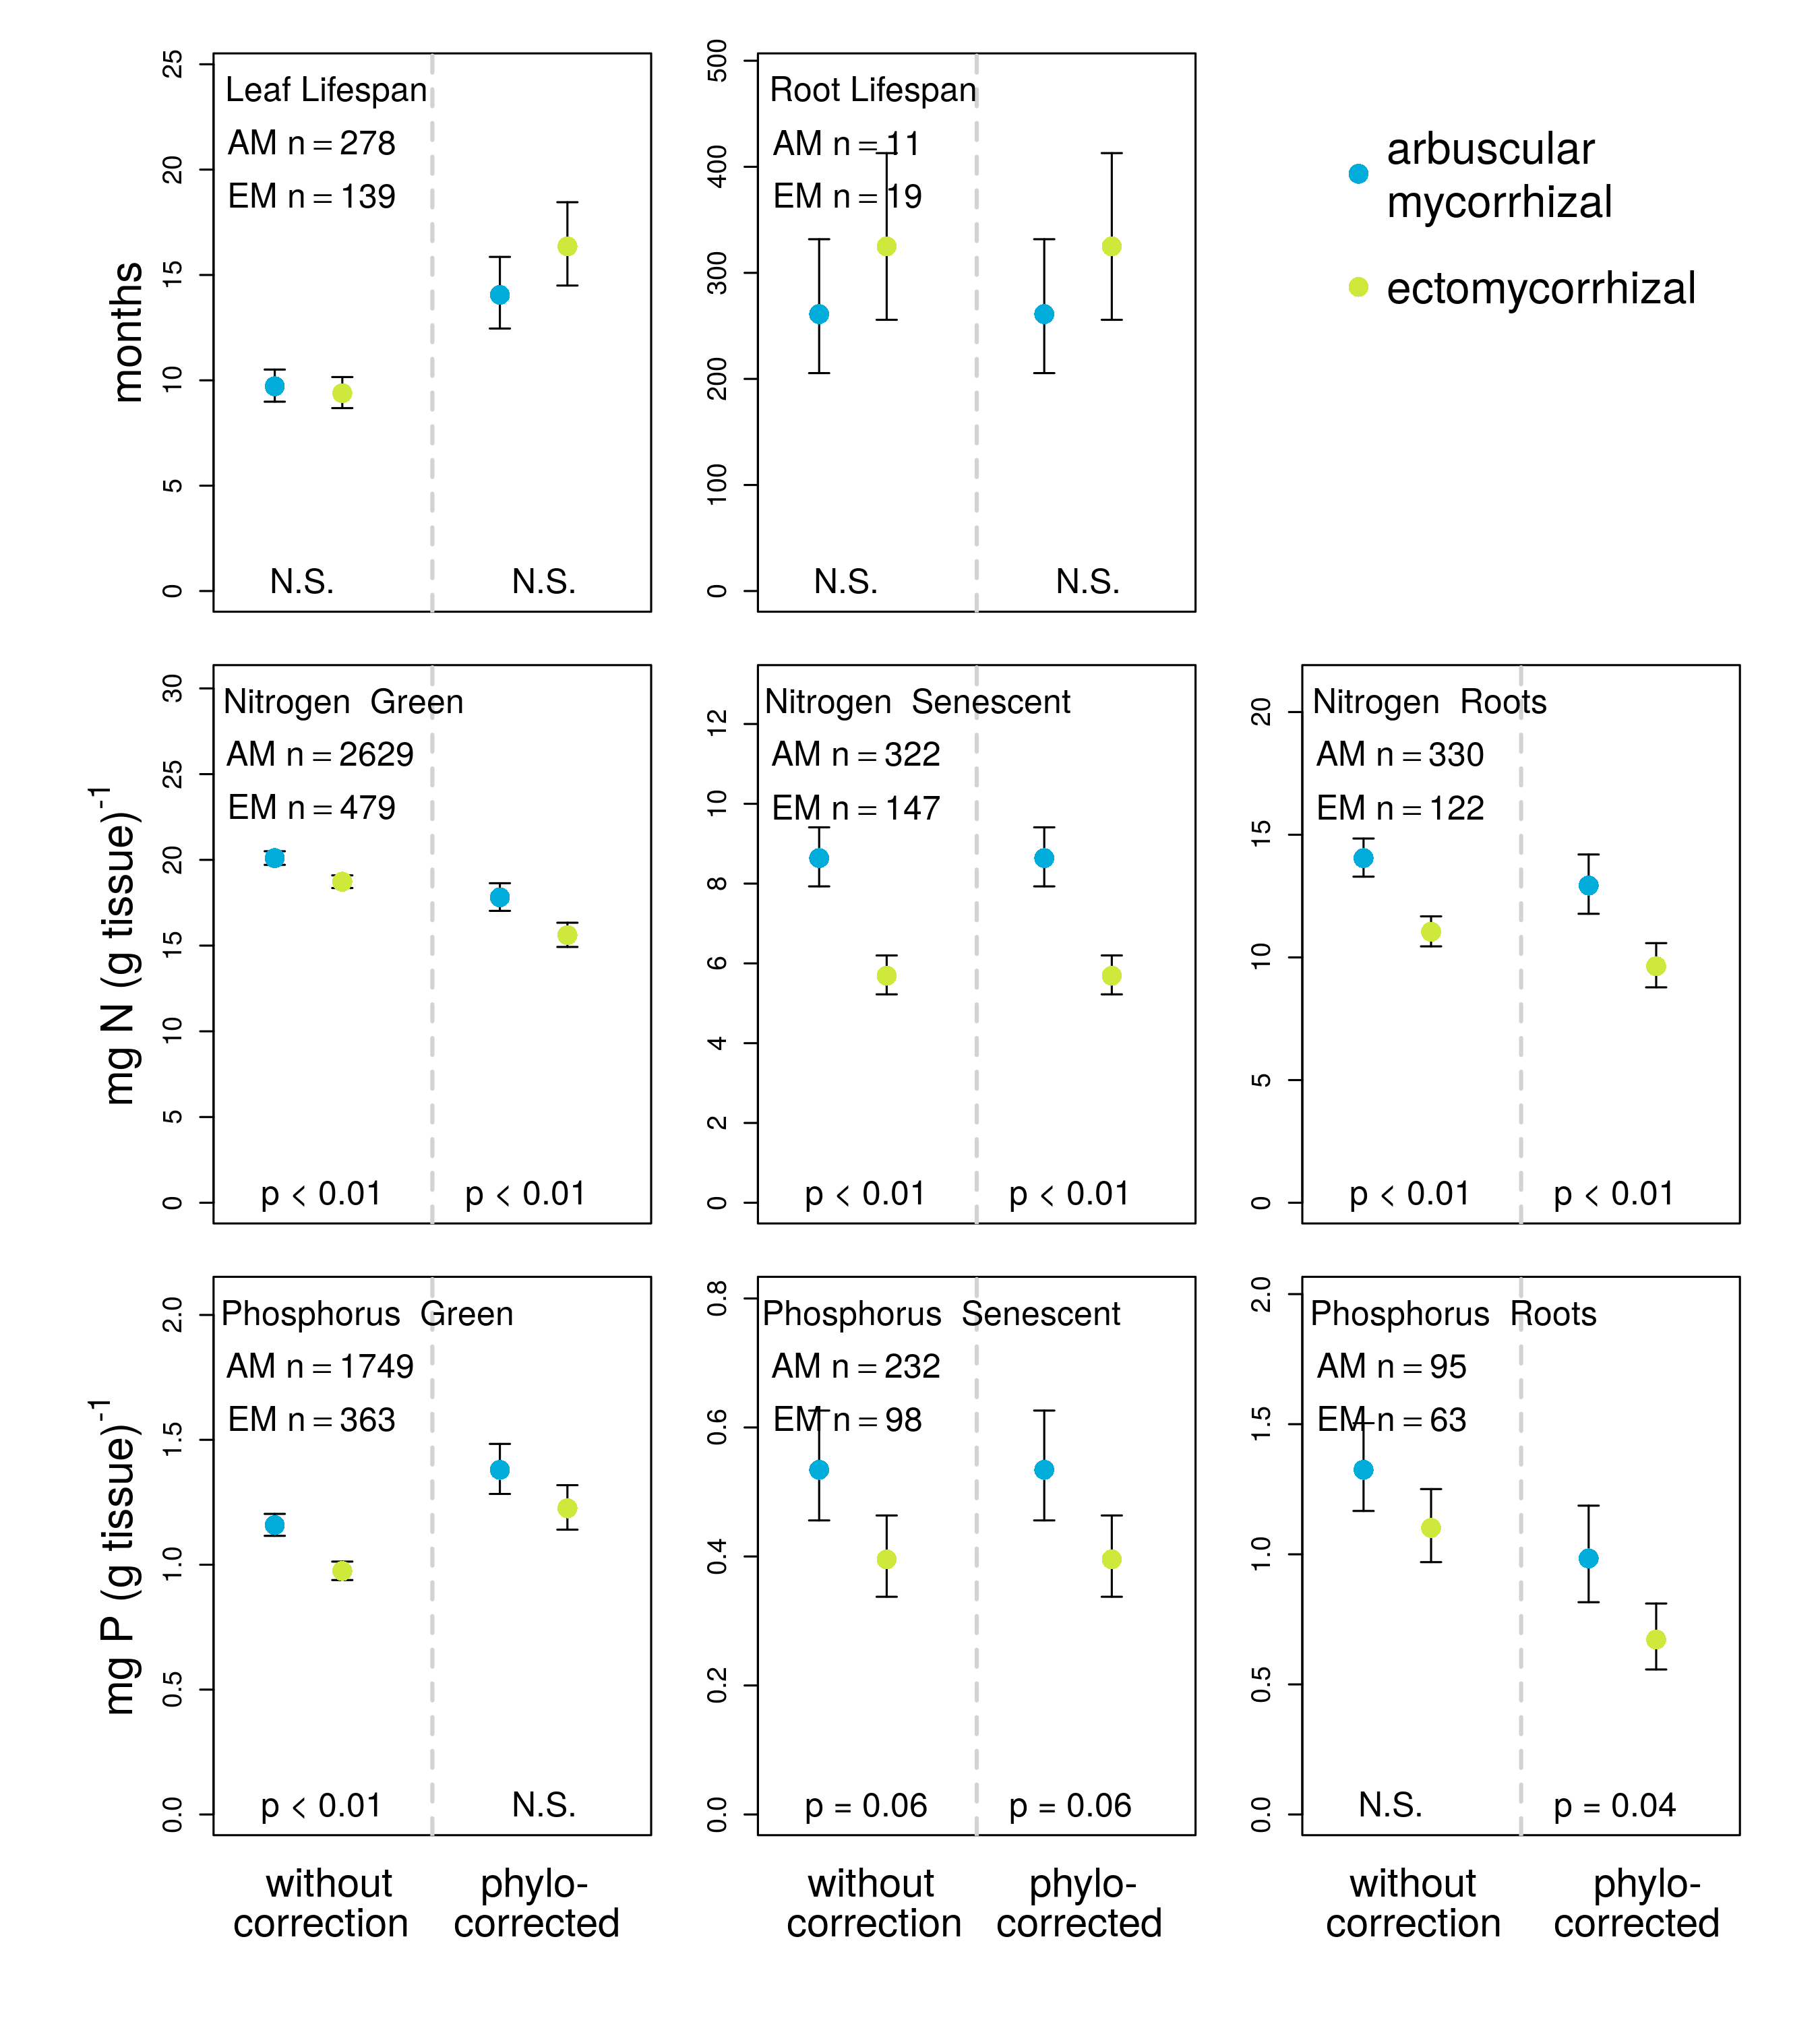 Leaf Lifespan
AM n = 278
EM n = 139
N.S.
N.S.
months
0
5
10
15
20
25
Root Lifespan
AM n = 11
EM n = 19
N.S.
N.S.
0
100
200
300
400
500
arbuscular
mycorrhizal
ectomycorrhizal
Nitrogen Green
AM n = 2629
EM n = 479
p < 0.01
p < 0.01
mg N (g tissue)-1
0
5
10
15
20
25
30
Nitrogen Senescent
AM n = 322
EM n = 147
p < 0.01
p < 0.01
0
2
4
6
8
10
12
Nitrogen Roots
AM n = 330
EM n = 122
p < 0.01
p < 0.01
0
5
10
15
20
Phosphorus Green
AM n = 1749
EM n = 363
p < 0.01
N.S.
mg P (g tissue)-1
0.0
0.5
1.0
1.5
2.0
Phosphorus Senescent
AM n = 232
EM n = 98
p = 0.06
p = 0.06
0.0
0.2
0.4
0.6
0.8
Phosphorus Roots
AM n = 95
EM n = 63
N.S.
p = 0.04
0.0
0.5
1.0
1.5
2.0
without
correction
phylo-
corrected
without
correction
phylo-
corrected
without
correction
phylo-
corrected